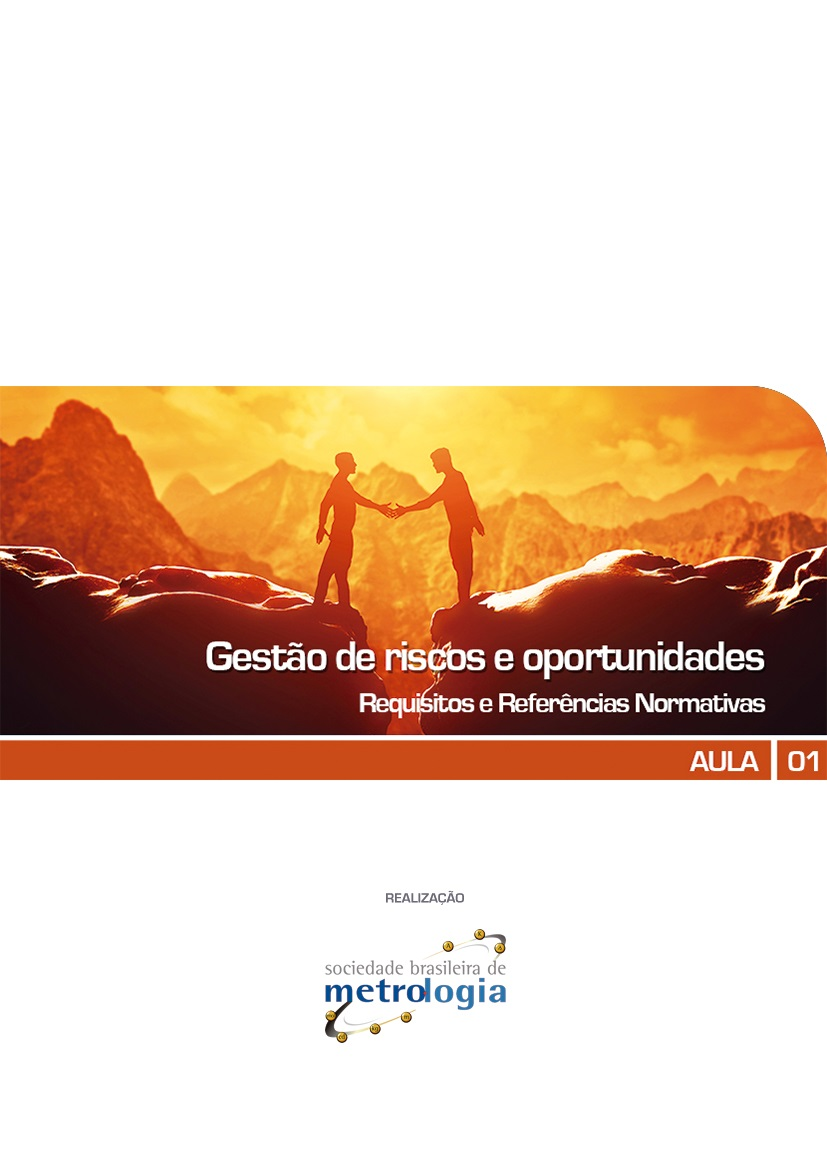 Gestão de riscos e oportunidades
Requisitos e Referências Normativas
AULA 01
REALIZAÇÃO
sociedade brasileira de
metrologia